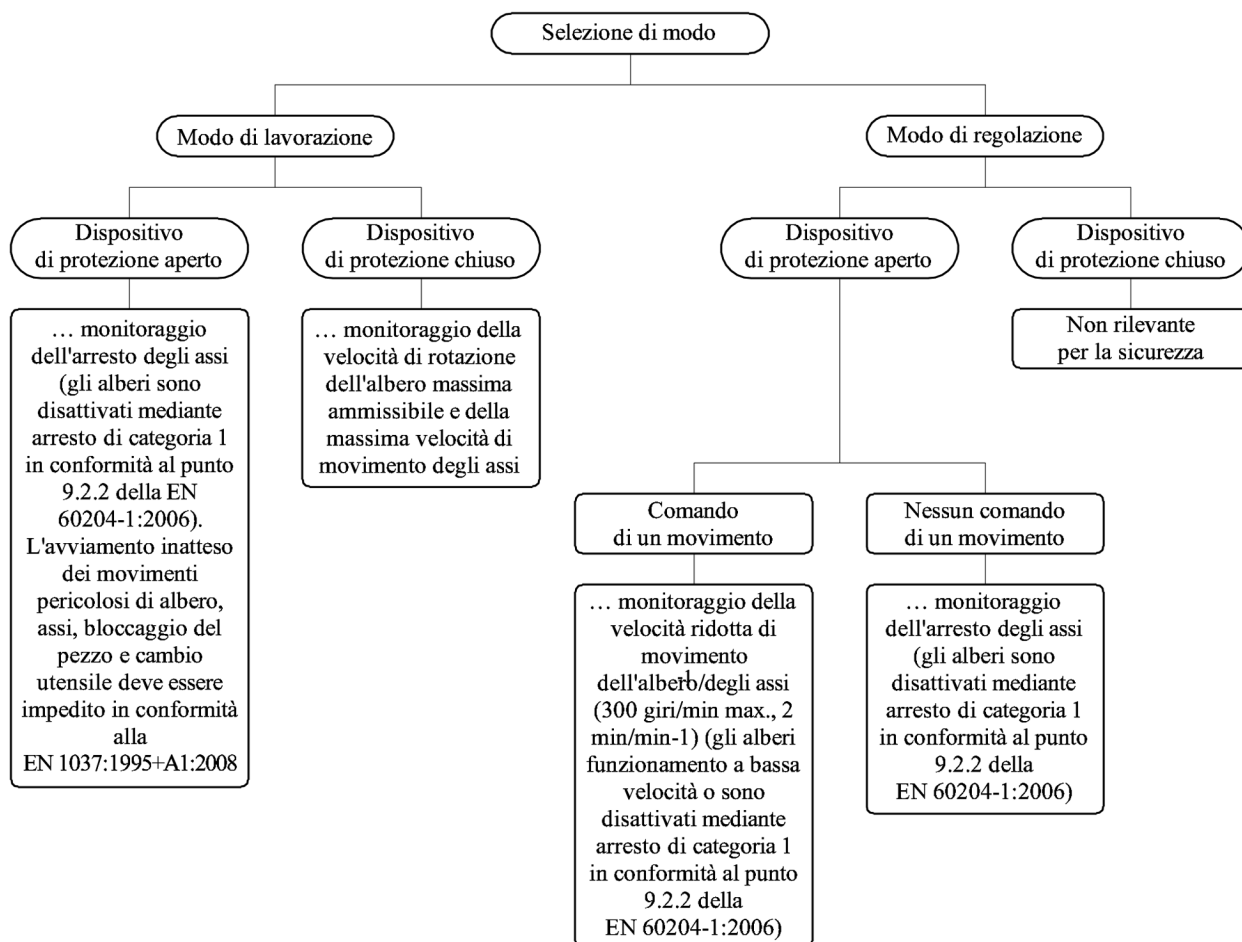 Selezione di modo
Modo di lavorazione
Modo di regolazione
Dispositivo
di protezione aperto
Dispositivo
di protezione chiuso
Dispositivo
di protezione aperto
Dispositivo
di protezione chiuso
… monitoraggio
dell'arresto degli assi
(gli alberi sono
disattivati mediante
arresto di categoria 1
in conformità al punto
9.2.2 della EN
60204-1:2006).
L'avviamento inatteso
dei movimenti
pericolosi di albero,
assi, bloccaggio del
pezzo e cambio
utensile deve essere
impedito in conformità
alla
EN 1037:1995+A1:2008
… monitoraggio della
velocità di rotazione
dell'albero massima
ammissibile e della
massima velocità di
movimento degli assi
Non rilevante
per la sicurezza
Comando
di un movimento
Nessun comando
di un movimento
… monitoraggio della
velocità ridotta di
movimento
-1
dell'albero/degli assi
(300 giri/min max., 2
min/min-1) (gli alberi
funzionamento a bassa
velocità o sono
disattivati mediante
arresto di categoria 1
in conformità al punto
9.2.2 della
EN 60204-1:2006)
… monitoraggio
dell'arresto degli assi
(gli alberi sono
disattivati mediante
arresto di categoria 1
in conformità al punto
9.2.2 della
EN 60204-1:2006)